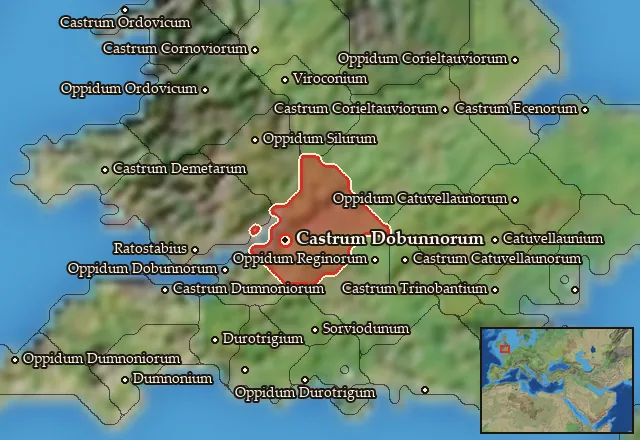 Castrum Ordovicum
Castrum Cornoviorum
Oppidum Corieltauviorum
Viroconium
Oppidum Ordovicum
Castrum Corieltauviorum
Castrum Ecenorum
Oppidum Silurum
Castrum Demetarum
Oppidum Catuvellaunorum
Castrum Dobunnorum
Catuvellaunium
Ratostabius
Oppidum Reginorum
Castrum Catuvellaunorum
Oppidum Dobunnorum
Castrum Dumnoniorum
Castrum Trinobantium
Sorviodunum
Durotrigium
Oppidum Dumnoniorum
Dumnonium
Oppidum Durotrigum